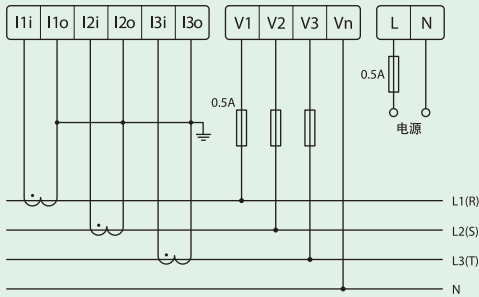 I1i I1o I2i I2o I3i I3o V1 V2 V3 Vn L N
0.5A
0.5A
电源
L1(R)
L2(S)
L3(T)
N